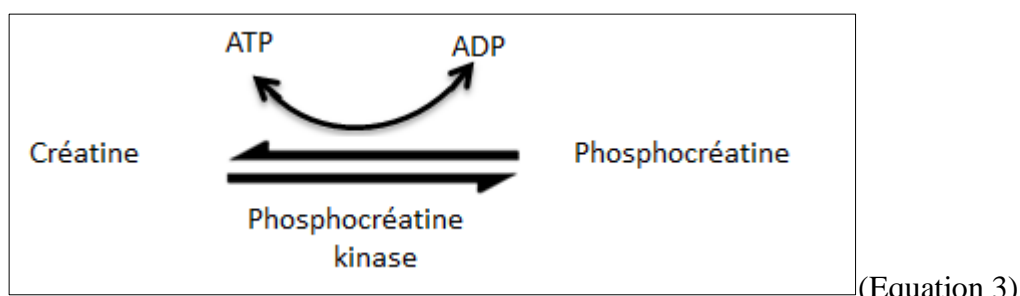 ATP ADP
Créatine Phosphocréatine
Phosphocréatine
kinase
(Equation 3)